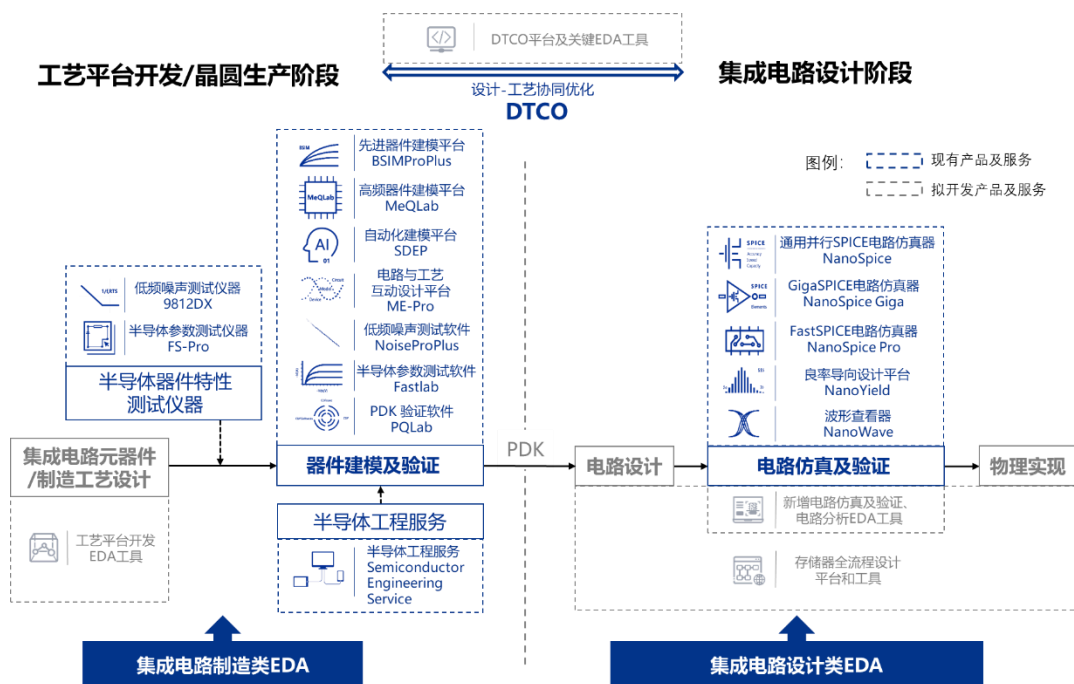 DTCO平台及关键EDA工具
工艺平台开发/晶圆生产阶段
集成电路设计阶段
设计-工艺协同优化
DTCO
图例：
现有产品及服务
拟开发产品及服务
先进器件建模平台
BSIMProPlus
MeQLab
高频器件建模平台
MeQLab
AI
01
自动化建模平台
SDEP
电路与工艺
互动设计平台
ME-Pro
低频噪声测试软件
NoiseProPlus
半导体参数测试软件
Fastlab
PDK 验证软件
PQLab
低频噪声测试仪器
9812DX
半导体参数测试仪器
FS-Pro
半导体器件特性
测试仪器
SPICE
通用并行SPICE电路仿真器
NanoSpice
SPICE
GigaSPICE电路仿真器
NanoSpice Giga
FastSPICE电路仿真器
NanoSpice Pro
良率导向设计平台
NanoYield
波形查看器
NanoWave
集成电路元器件
/制造工艺设计
器件建模及验证
PDK
电路设计
电路仿真及验证
物理实现
工艺平台开发
EDA工具
半导体工程服务
半导体工程服务
Semiconductor
Engineering
Service
新增电路仿真及验证、
电路分析EDA工具
存储器全流程设计
平台和工具
集成电路制造类EDA
集成电路设计类EDA